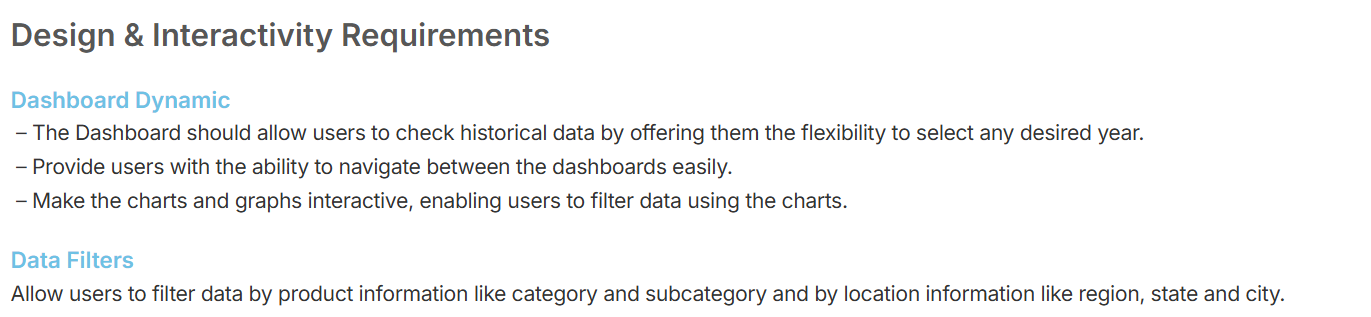 Design & Interactivity Requirements
Dashboard Dynamic
– The Dashboard should allow users to check historical data by offering them the flexibility to select any desired year.
– Provide users with the ability to navigate between the dashboards easily.
– Make the charts and graphs interactive, enabling users to filter data using the charts.
Data Filters
Allow users to filter data by product information like category and subcategory and by location information like region, state and city.